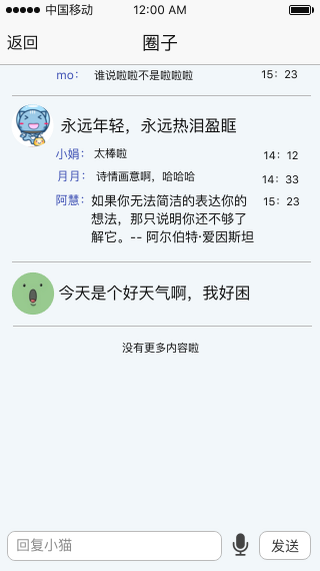 中国移动 12:00 AM
返回 圈子
mo： 谁说啦啦不是啦啦啦 15：23
永远年轻，永远热泪盈眶
小娟： 太棒啦 14：12
月月： 诗情画意啊，哈哈哈 14：33
阿慧： 如果你无法简洁的表达你的 15：23
想法，那只说明你还不够了
解它。-- 阿尔伯特·爱因斯坦
今天是个好天气啊，我好困
没有更多内容啦
回复小猫 发送